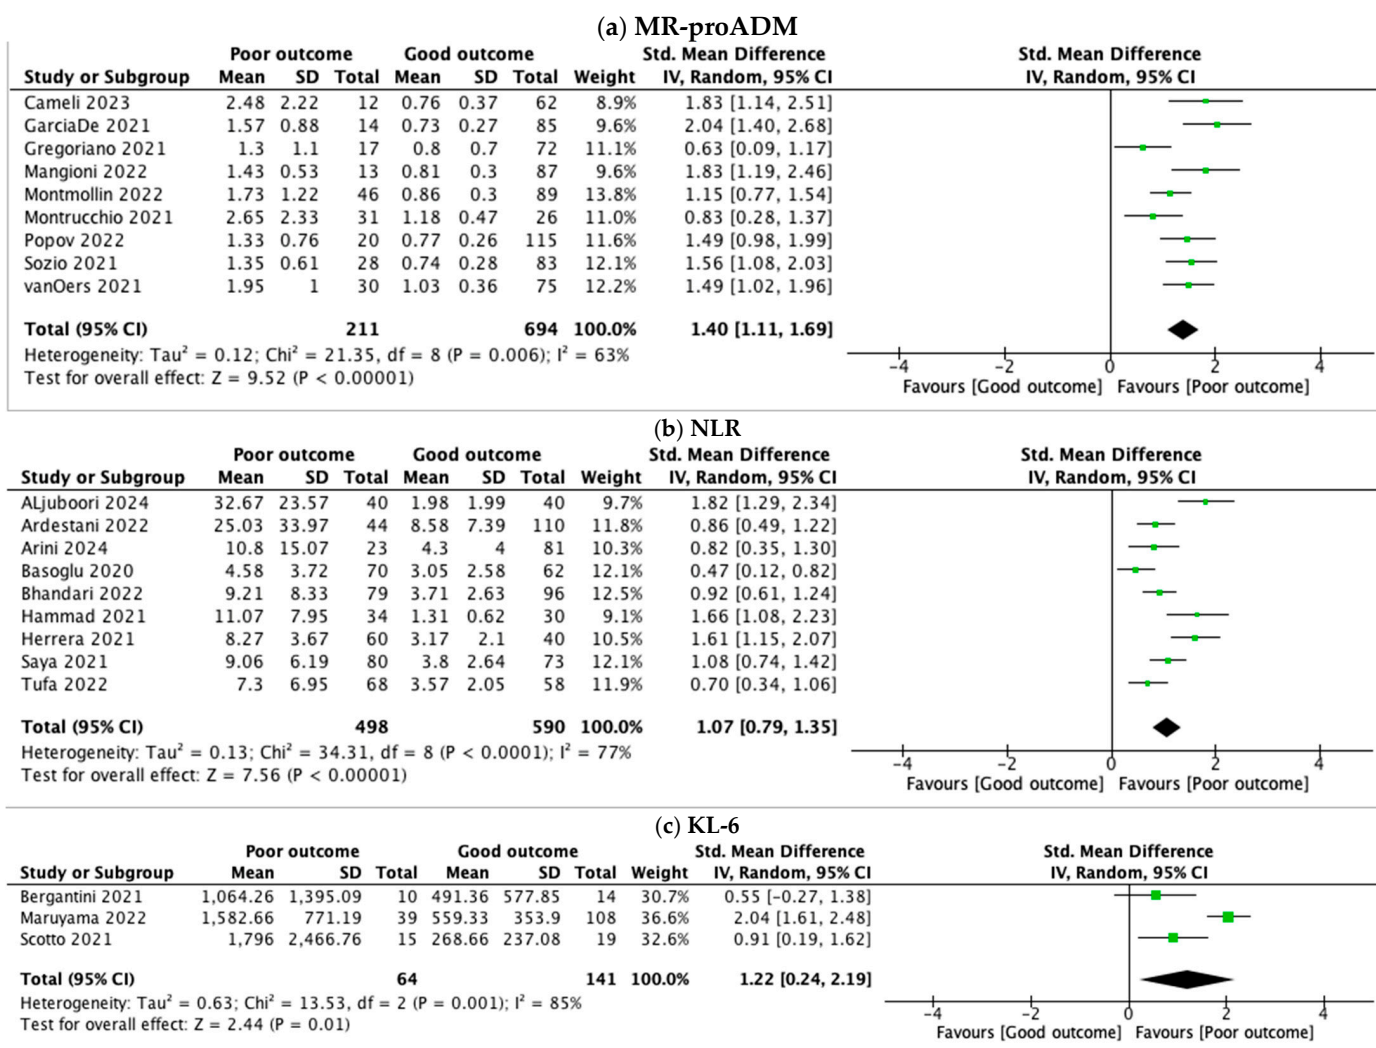 (a) MR-proADM
Poor outcome Good outcome Std. Mean Difference Std. Mean Difference
Study or Subgroup Mean SD Total Mean SD Total Weight IV, Random, 95% CI IV, Random, 95% CI
Cameli 2023 2.48 2.22 12 0.76 0.37 62 8.9% 1.83 [1.14, 2.51]
GarciaDe 2021 1.57 0.88 14 0.73 0.27 85 9.6% 2.04 [1.40, 2.68]
Gregoriano 2021 1.3 1.1 17 0.8 0.7 72 11.1% 0.63 [0.09, 1.17]
Mangioni 2022 1.43 0.53 13 0.81 0.3 87 9.6% 1.83 [1.19, 2.46]
Montmollin 2022 1.73 1.22 46 0.86 0.3 89 13.8% 1.15 [0.77, 1.54]
Montrucchio 2021 2.65 2.33 31 1.18 0.47 26 11.0% 0.83 [0.28, 1.37]
Popov 2022 1.33 0.76 20 0.77 0.26 115 11.6% 1.49 [0.98, 1.99]
Sozio 2021 1.35 0.61 28 0.74 0.28 83 12.1% 1.56 [1.08, 2.03]
vanOers 2021 1.95 1 30 1.03 0.36 75 12.2% 1.49 [1.02, 1.96]
Total (95% CI) 211 694 100.0% 1.40 [1.11, 1.69]
Heterogeneity: Tau² = 0.12; Chi² = 21.35, df = 8 (P = 0.006); I² = 63%
Test for overall effect: Z = 9.52 (P < 0.00001)
-4 -2 0 2 4
Favours [Good outcome] Favours [Poor outcome]
(b) NLR
Poor outcome Good outcome Std. Mean Difference Std. Mean Difference
Study or Subgroup Mean SD Total Mean SD Total Weight IV, Random, 95% CI IV, Random, 95% CI
ALjuboori 2024 32.67 23.57 40 1.98 1.99 40 9.7% 1.82 [1.29, 2.34]
Ardestani 2022 25.03 33.97 44 8.58 7.39 110 11.8% 0.86 [0.49, 1.22]
Arini 2024 10.8 15.07 23 4.3 4 81 10.3% 0.82 [0.35, 1.30]
Basoglu 2020 4.58 3.72 70 3.05 2.58 62 12.1% 0.47 [0.12, 0.82]
Bhandari 2022 9.21 8.33 79 3.71 2.63 96 12.5% 0.92 [0.61, 1.24]
Hammad 2021 11.07 7.95 34 1.31 0.62 30 9.1% 1.66 [1.08, 2.23]
Herrera 2021 8.27 3.67 60 3.17 2.1 40 10.5% 1.61 [1.15, 2.07]
Saya 2021 9.06 6.19 80 3.8 2.64 73 12.1% 1.08 [0.74, 1.42]
Tufa 2022 7.3 6.95 68 3.57 2.05 58 11.9% 0.70 [0.34, 1.06]
Total (95% CI) 498 590 100.0% 1.07 [0.79, 1.35]
Heterogeneity: Tau² = 0.13; Chi² = 34.31, df = 8 (P < 0.0001); I² = 77%
Test for overall effect: Z = 7.56 (P < 0.00001)
-4 -2 0 2 4
Favours [Good outcome] Favours [Poor outcome]
(c) KL-6
Poor outcome Good outcome Std. Mean Difference Std. Mean Difference
Study or Subgroup Mean SD Total Mean SD Total Weight IV, Random, 95% CI IV, Random, 95% CI
Bergantini 2021 1,064.26 1,395.09 10 491.36 577.85 14 30.7% 0.55 [-0.27, 1.38]
Maruyama 2022 1,582.66 771.19 39 559.33 353.9 108 36.6% 2.04 [1.61, 2.48]
Scotto 2021 1,796 2,466.76 15 268.66 237.08 19 32.6% 0.91 [0.19, 1.62]
Total (95% CI) 64 141 100.0% 1.22 [0.24, 2.19]
Heterogeneity: Tau² = 0.63; Chi² = 13.53, df = 2 (P = 0.001); I² = 85%
Test for overall effect: Z = 2.44 (P = 0.01)
-4 -2 0 2 4
Favours [Good outcome] Favours [Poor outcome]